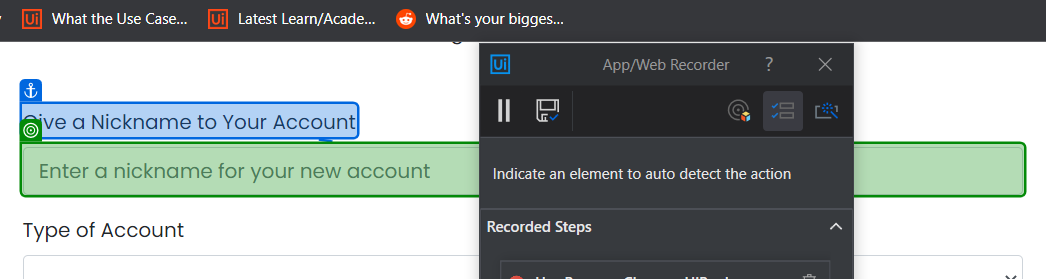 Ui What the Use Case... Ui Latest Learn/Acade... What's your bigges...
Ui App/Web Recorder ?
Give a Nickname to Your Account
Enter a nickname for your new account
Indicate an element to auto detect the action
Type of Account
Recorded Steps